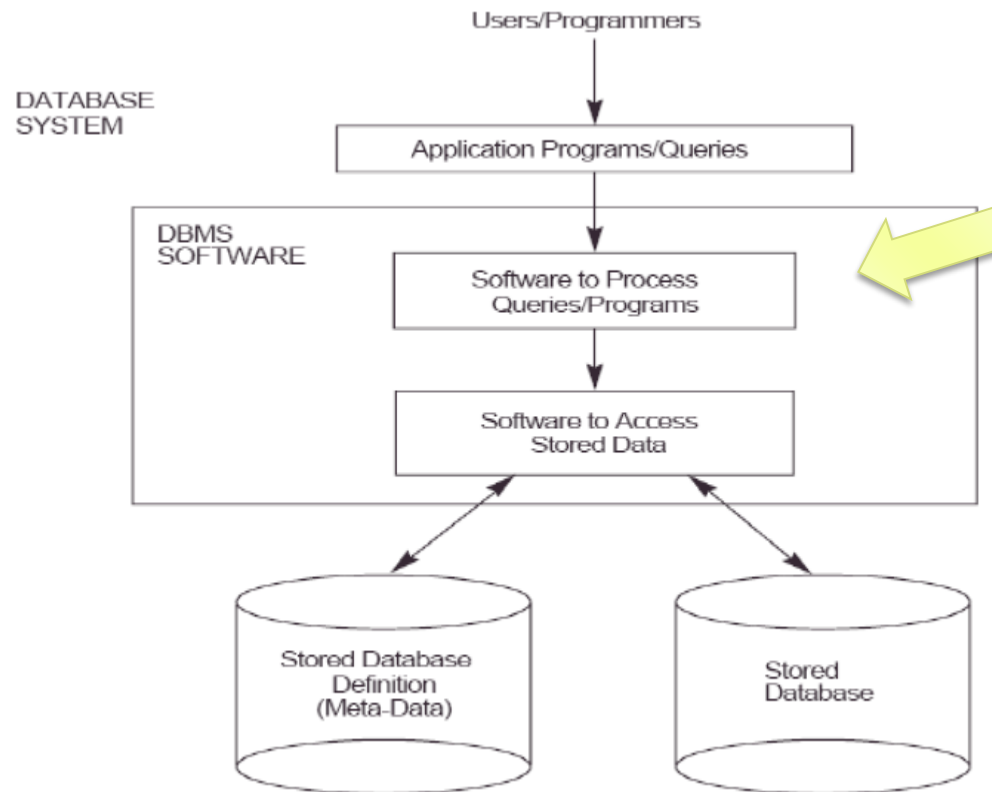 Users/Programmers
DATABASE
SYSTEM
Application Programs/Queries
DBMS
SOFTWARE
Software to Process
Queries/Programs
Software to Access
Stored Data
Stored Database
Definition
(Meta-Data)
Stored
Database